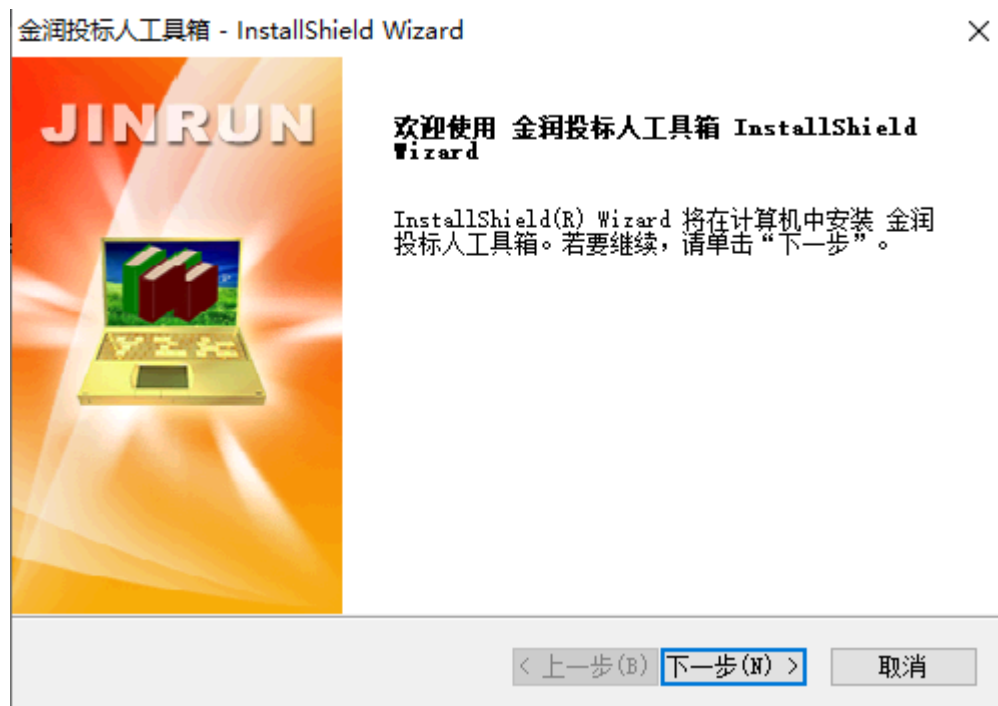 金润投标人工具箱 - InstallShield Wizard
JINRUN
欢迎使用 金润投标人工具箱 InstallShield
Wizard
InstallShield(R) Wizard 将在计算机中安装 金润
投标人工具箱。若要继续，请单击“下一步”。
< 上一步(B)
下一步(N) >
取消